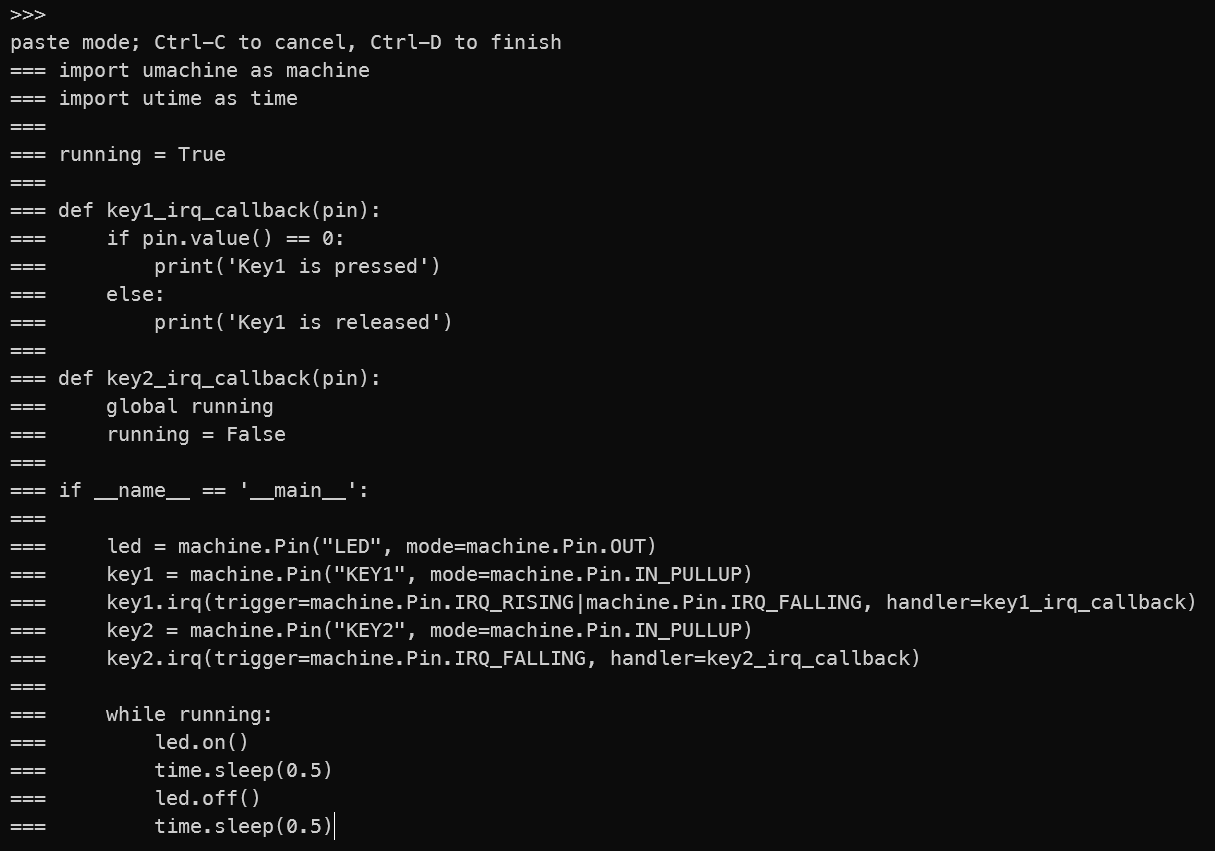 >>>
paste mode; Ctrl-C to cancel, Ctrl-D to finish
=== import umachine as machine
=== import utime as time
===
=== running = True
===
=== def key1_irq_callback(pin):
===     if pin.value() == 0:
===         print('Key1 is pressed')
===     else:
===         print('Key1 is released')
===
=== def key2_irq_callback(pin):
===     global running
===     running = False
===
=== if __name__ == '__main__':
===
===     led = machine.Pin("LED", mode=machine.Pin.OUT)
===     key1 = machine.Pin("KEY1", mode=machine.Pin.IN_PULLUP)
===     key1.irq(trigger=machine.Pin.IRQ_RISING|machine.Pin.IRQ_FALLING, handler=key1_irq_callback)
===     key2 = machine.Pin("KEY2", mode=machine.Pin.IN_PULLUP)
===     key2.irq(trigger=machine.Pin.IRQ_FALLING, handler=key2_irq_callback)
===
===     while running:
===         led.on()
===         time.sleep(0.5)
===         led.off()
===         time.sleep(0.5)